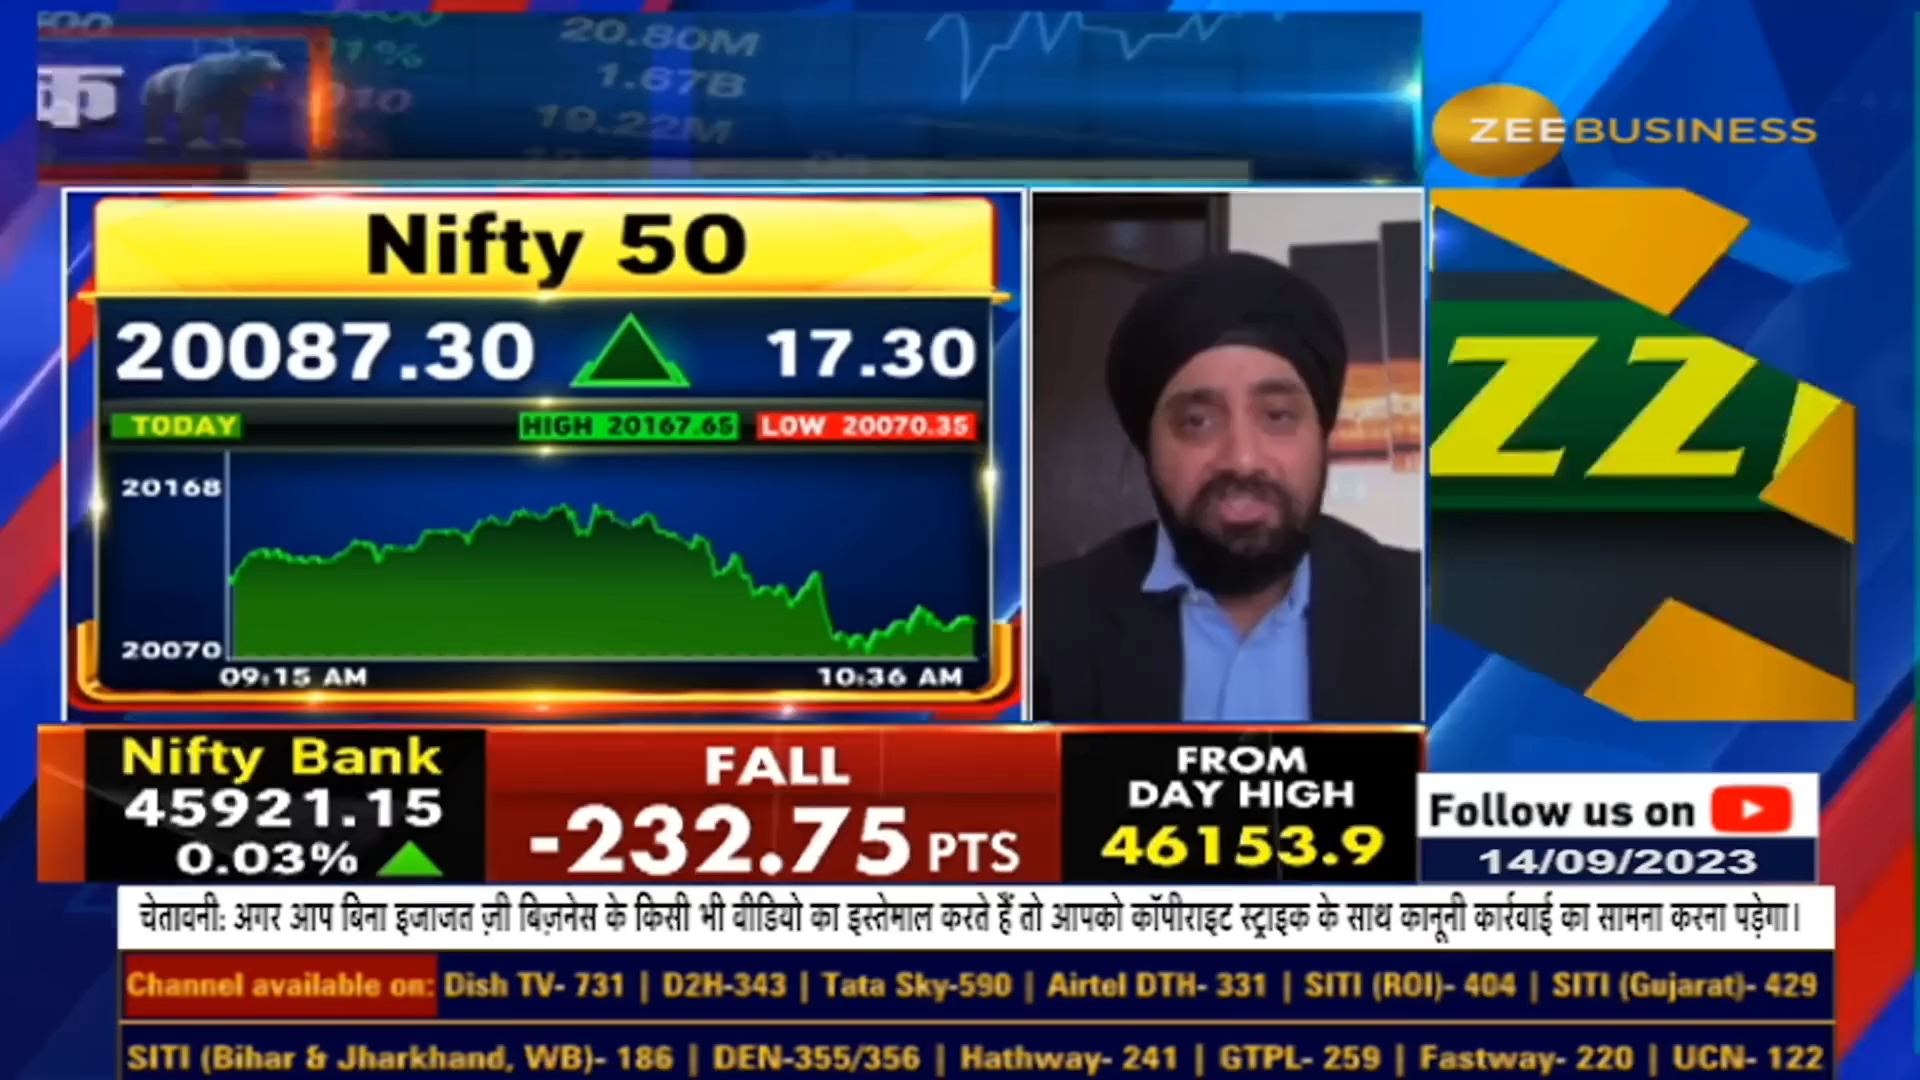 20.80M
1.67B
19.22M
क
ZEEBUSINESS
Nifty 50
20087.30 17.30
TODAY HIGH 20167.65 LOW 20070.35
20168
20070
09:15 AM 10:36 AM
ZZ
Nifty Bank
45921.15
0.03%
FALL
-232.75 PTS
FROM
DAY HIGH
46153.9
Follow us on
14/09/2023
चेतावनी: अगर आप बिना इजाजत ज़ी बिज़नेस के किसी भी वीडियो का इस्तेमाल करते हैं तो आपको कॉपीराइट स्ट्राइक के साथ कानूनी कार्रवाई का सामना करना पड़ेगा।
Channel available on: Dish TV- 731 | D2H-343 | Tata Sky-590 | Airtel DTH- 331 | SITI (ROI)- 404 | SITI (Gujarat)- 429
SITI (Bihar & Jharkhand, WB)- 186 | DEN-355/356 | Hathway- 241 | GTPL- 259 | Fastway- 220 | UCN- 122